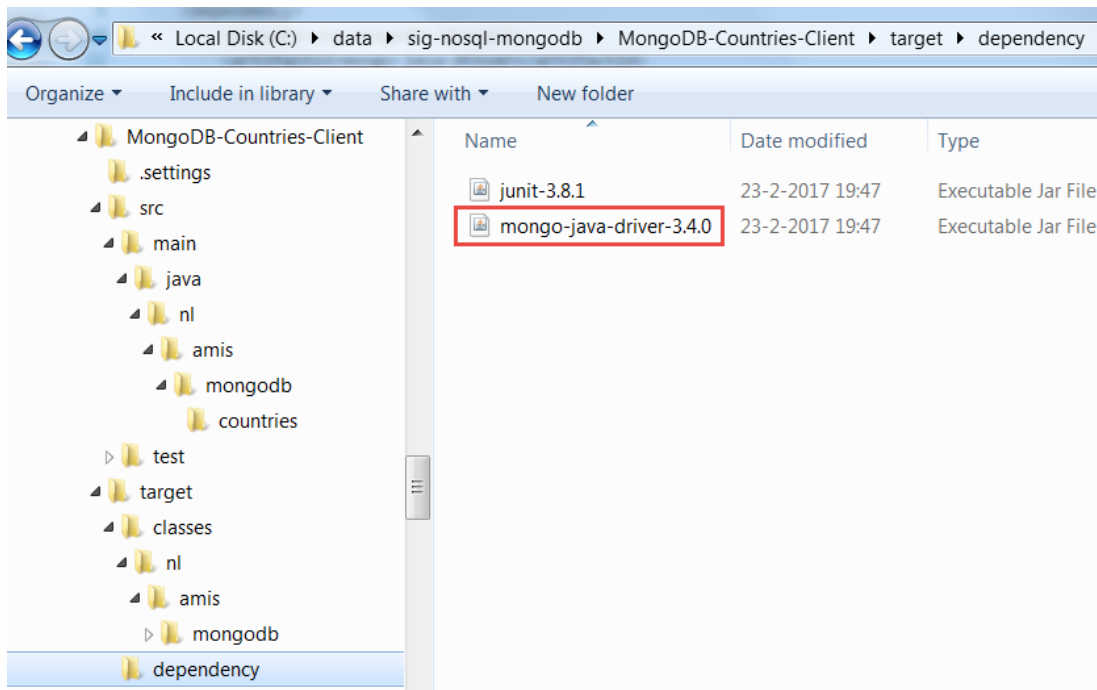 « Local Disk (C:) data sig-nosql-mongodb MongoDB-Countries-Client target dependency
Organize Include in library Share with New folder
MongoDB-Countries-Client
.settings
src
main
java
nl
amis
mongodb
countries
test
target
classes
nl
amis
mongodb
dependency
Name Date modified Type
junit-3.8.1 23-2-2017 19:47 Executable Jar File
mongo-java-driver-3.4.0 23-2-2017 19:47 Executable Jar File